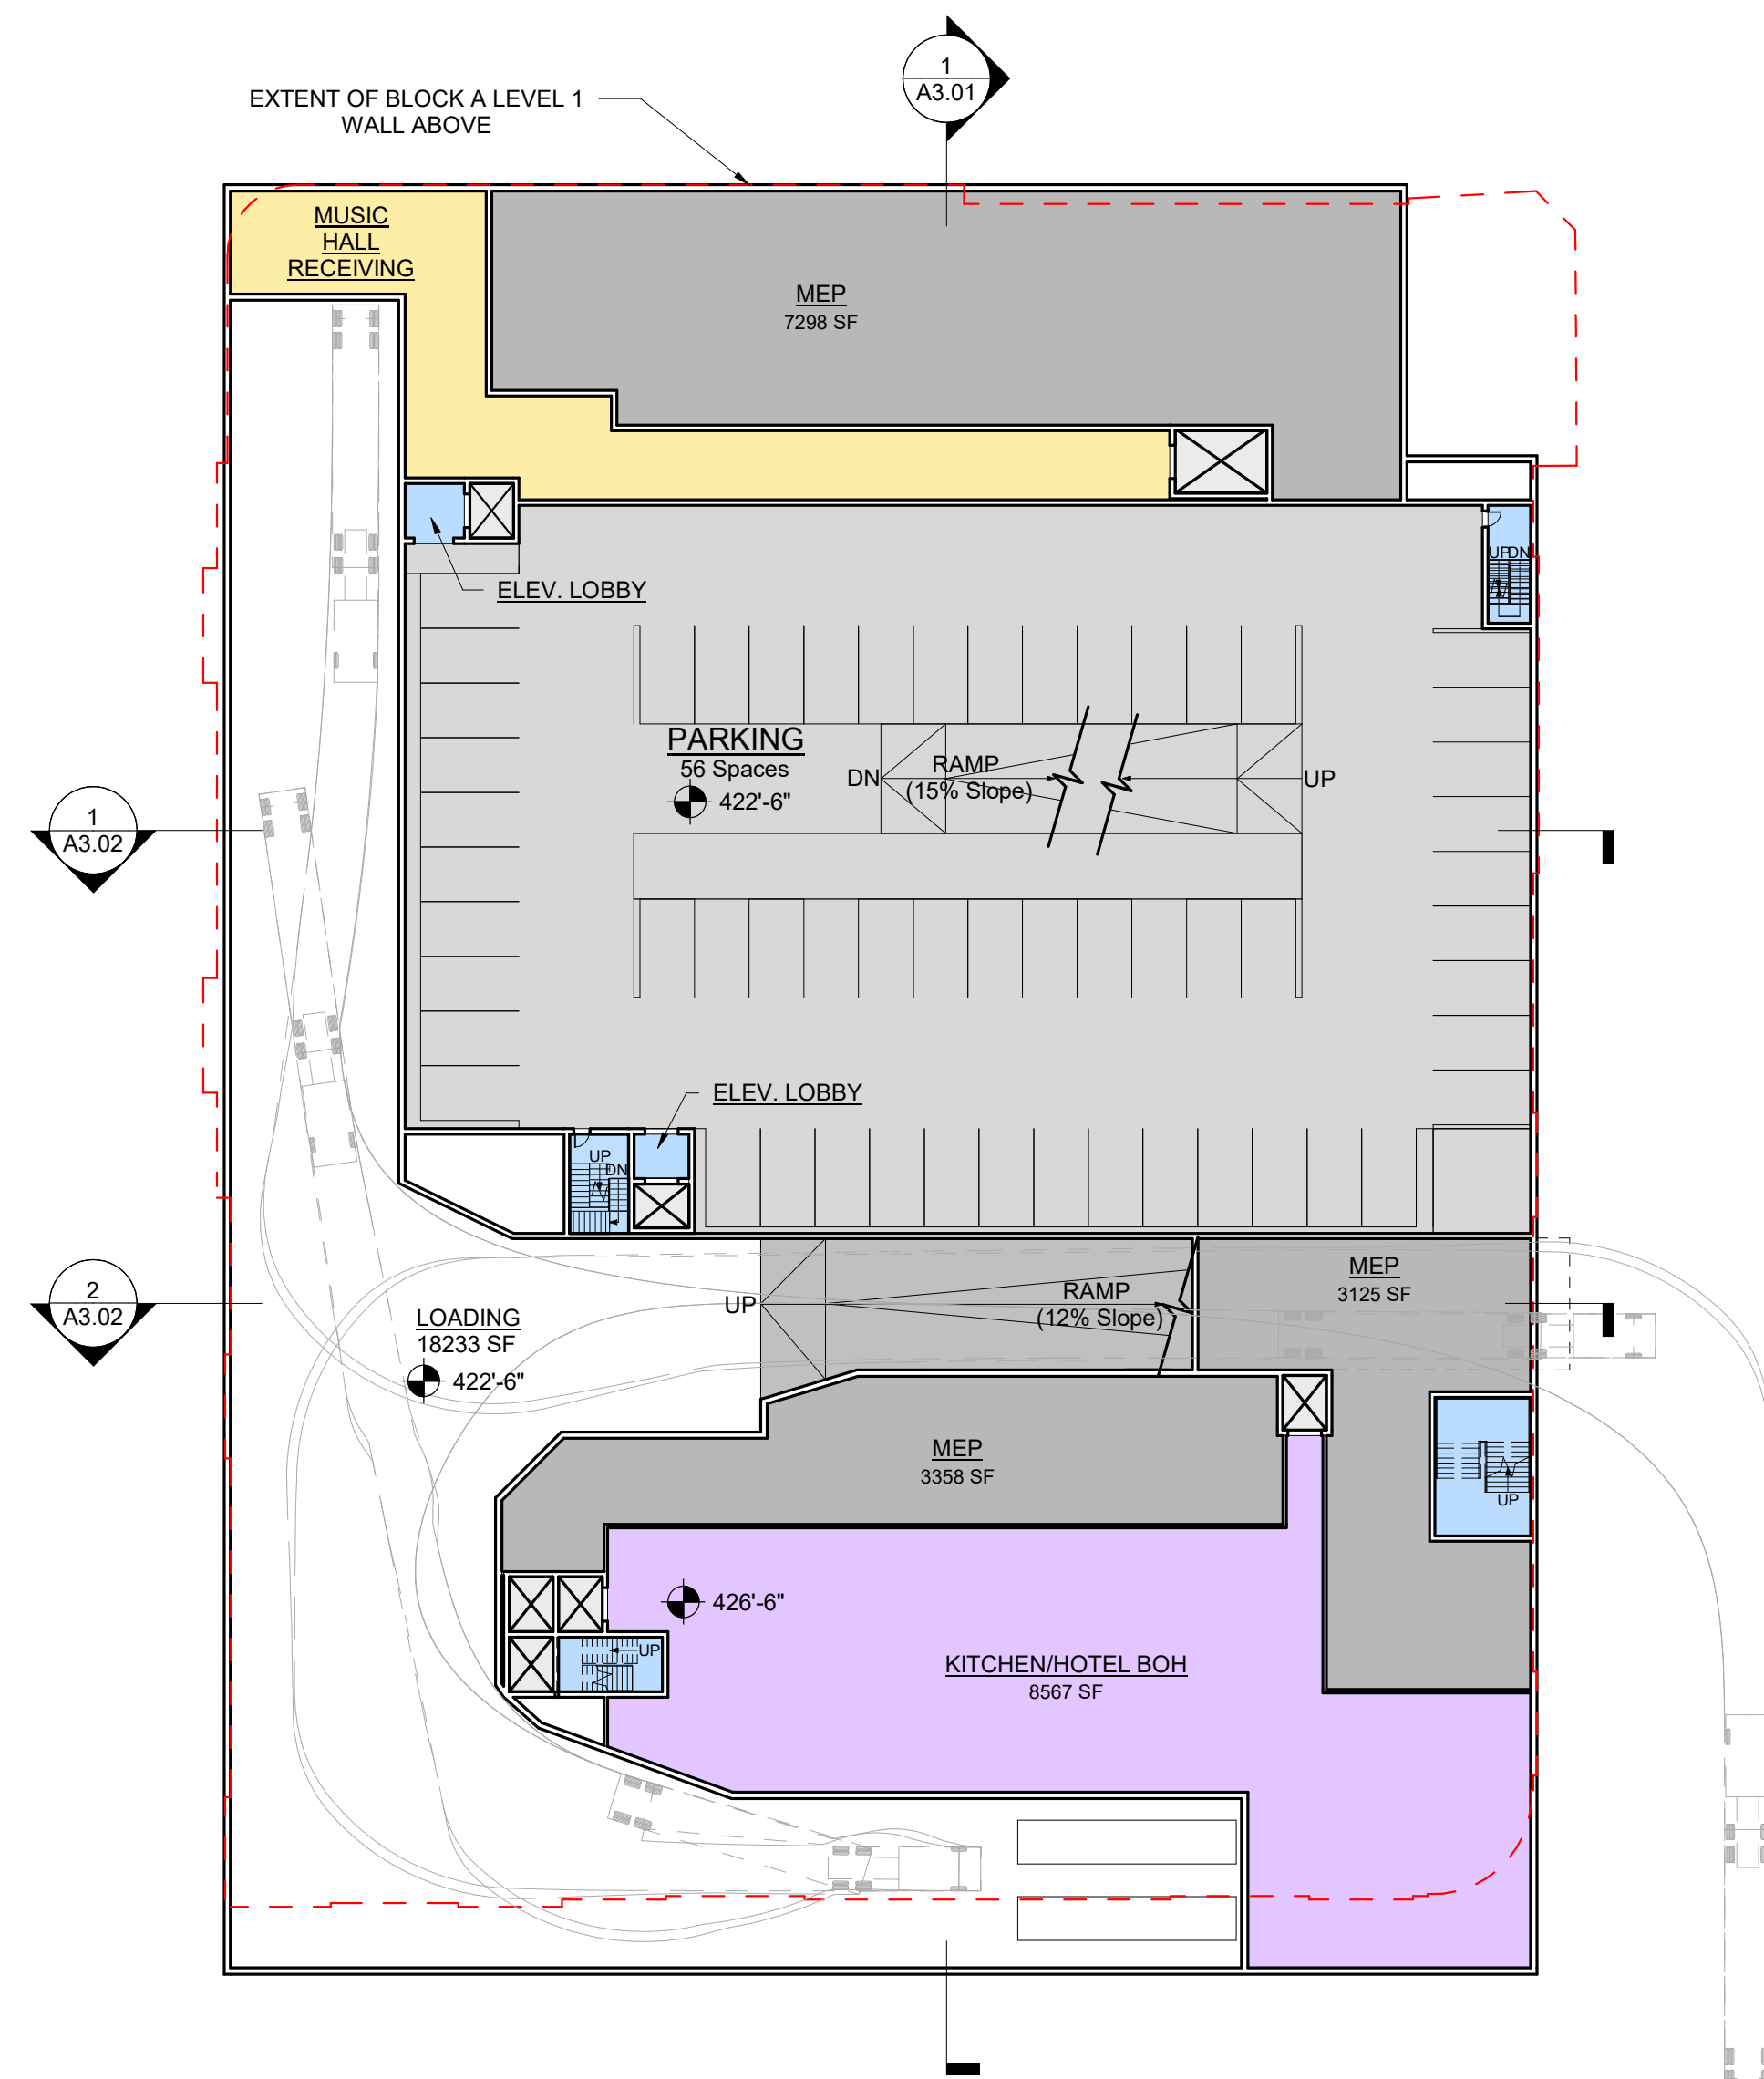 1
A3.01
EXTENT OF BLOCK A LEVEL 1
WALL ABOVE
MUSIC
HALL
RECEIVING
MEP
7298 SF
UP
DN
ELEV. LOBBY
PARKING
56 Spaces
422'-6"
DN
RAMP
(15% Slope)
UP
1
A3.02
ELEV. LOBBY
UP
DN
2
A3.02
LOADING
18233 SF
422'-6"
UP
RAMP
(12% Slope)
MEP
3125 SF
MEP
3358 SF
UP
426'-6"
UP
KITCHEN/HOTEL BOH
8567 SF